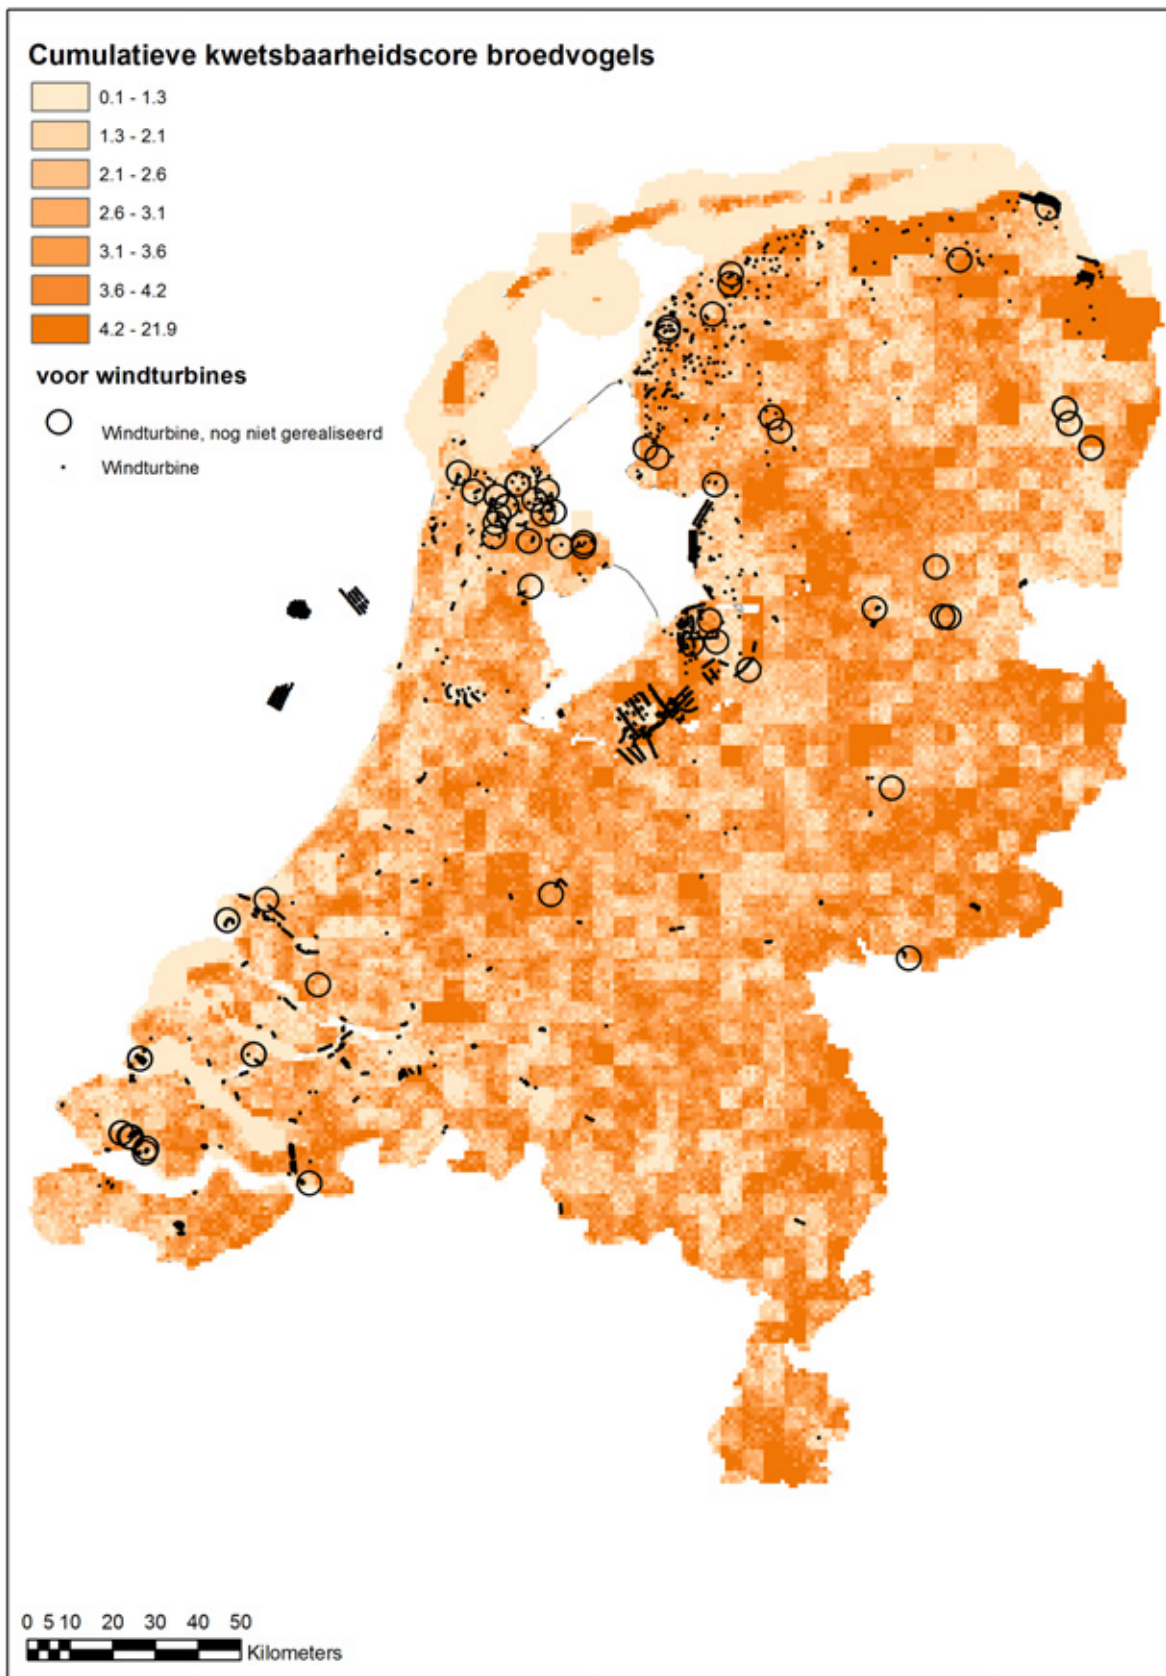 Cumulatieve kwetsbaarheidscore broedvogels
0.1 - 1.3
1.3 - 2.1
2.1 - 2.6
2.6 - 3.1
3.1 - 3.6
3.6 - 4.2
4.2 - 21.9
voor windturbines
Windturbine, nog niet gerealiseerd
Windturbine
0 5 10 20 30 40 50
Kilometers